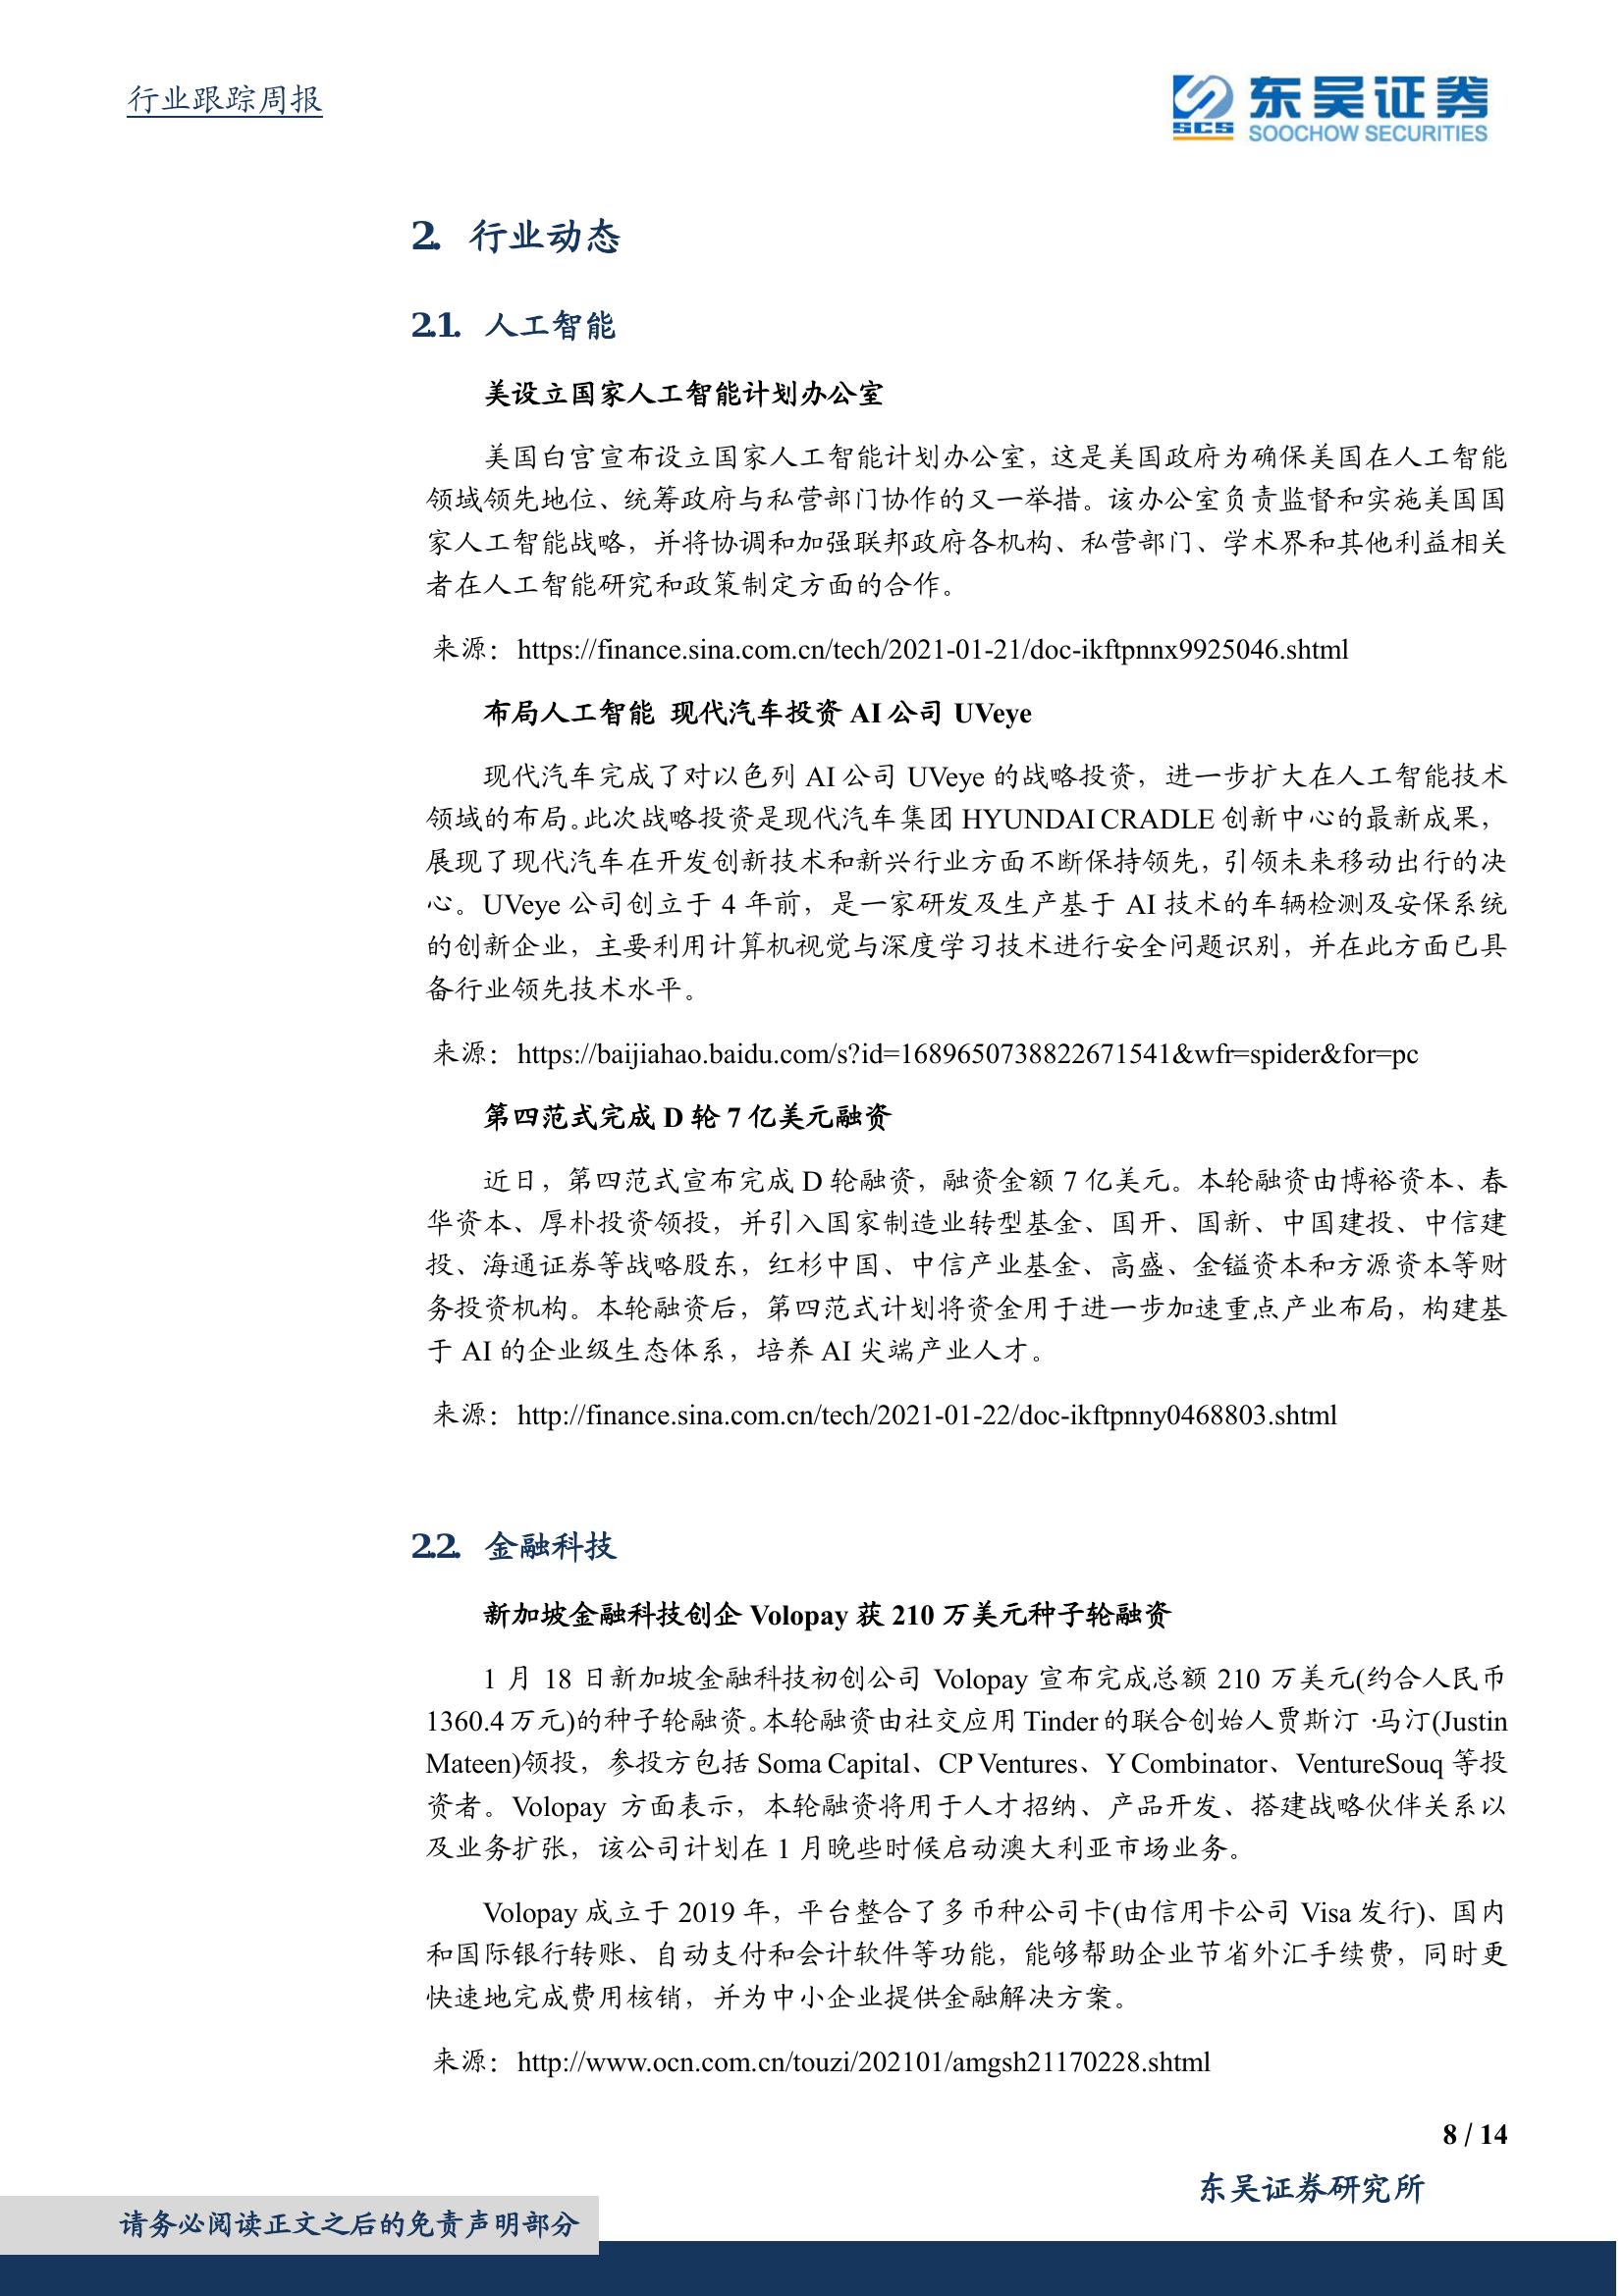 行业跟踪周报
SCS
东吴证券
SOOCHOW SECURITIES
2. 行业动态
2.1. 人工智能
美设立国家人工智能计划办公室
美国白宫宣布设立国家人工智能计划办公室，这是美国政府为确保美国在人工智能
领域领先地位、统筹政府与私营部门协作的又一举措。该办公室负责监督和实施美国国
家人工智能战略，并将协调和加强联邦政府各机构、私营部门、学术界和其他利益相关
者在人工智能研究和政策制定方面的合作。
来源：https://finance.sina.com.cn/tech/2021-01-21/doc-ikftpnnx9925046.shtml
布局人工智能 现代汽车投资 AI 公司 UVeye
现代汽车完成了对以色列 AI 公司 UVeye 的战略投资，进一步扩大在人工智能技术
领域的布局。此次战略投资是现代汽车集团 HYUNDAI CRADLE 创新中心的最新成果，
展现了现代汽车在开发创新技术和新兴行业方面不断保持领先，引领未来移动出行的决
心。UVeye 公司创立于 4 年前，是一家研发及生产基于 AI 技术的车辆检测及安保系统
的创新企业，主要利用计算机视觉与深度学习技术进行安全问题识别，并在此方面已具
备行业领先技术水平。
来源：https://baijiahao.baidu.com/s?id=1689650738822671541&wfr=spider&for=pc
第四范式完成 D 轮 7 亿美元融资
近日，第四范式宣布完成 D 轮融资，融资金额 7 亿美元。本轮融资由博裕资本、春
华资本、厚朴投资领投，并引入国家制造业转型基金、国开、国新、中国建投、中信建
投、海通证券等战略股东，红杉中国、中信产业基金、高盛、金镒资本和方源资本等财
务投资机构。本轮融资后，第四范式计划将资金用于进一步加速重点产业布局，构建基
于 AI 的企业级生态体系，培养 AI 尖端产业人才。
来源：http://finance.sina.com.cn/tech/2021-01-22/doc-ikftpnny0468803.shtml
2.2. 金融科技
新加坡金融科技创企 Volopay 获 210 万美元种子轮融资
1 月 18 日新加坡金融科技初创公司 Volopay 宣布完成总额 210 万美元(约合人民币
1360.4 万元)的种子轮融资。本轮融资由社交应用 Tinder 的联合创始人贾斯汀·马汀(Justin
Mateen)领投，参投方包括 Soma Capital、CP Ventures、Y Combinator、VentureSouq 等投
资者。Volopay 方面表示，本轮融资将用于人才招纳、产品开发、搭建战略伙伴关系以
及业务扩张，该公司计划在 1 月晚些时候启动澳大利亚市场业务。
Volopay 成立于 2019 年，平台整合了多币种公司卡(由信用卡公司 Visa 发行)、国内
和国际银行转账、自动支付和会计软件等功能，能够帮助企业节省外汇手续费，同时更
快速地完成费用核销，并为中小企业提供金融解决方案。
来源：http://www.ocn.com.cn/touzi/202101/amgsh21170228.shtml
8 / 14
东吴证券研究所
请务必阅读正文之后的免责声明部分